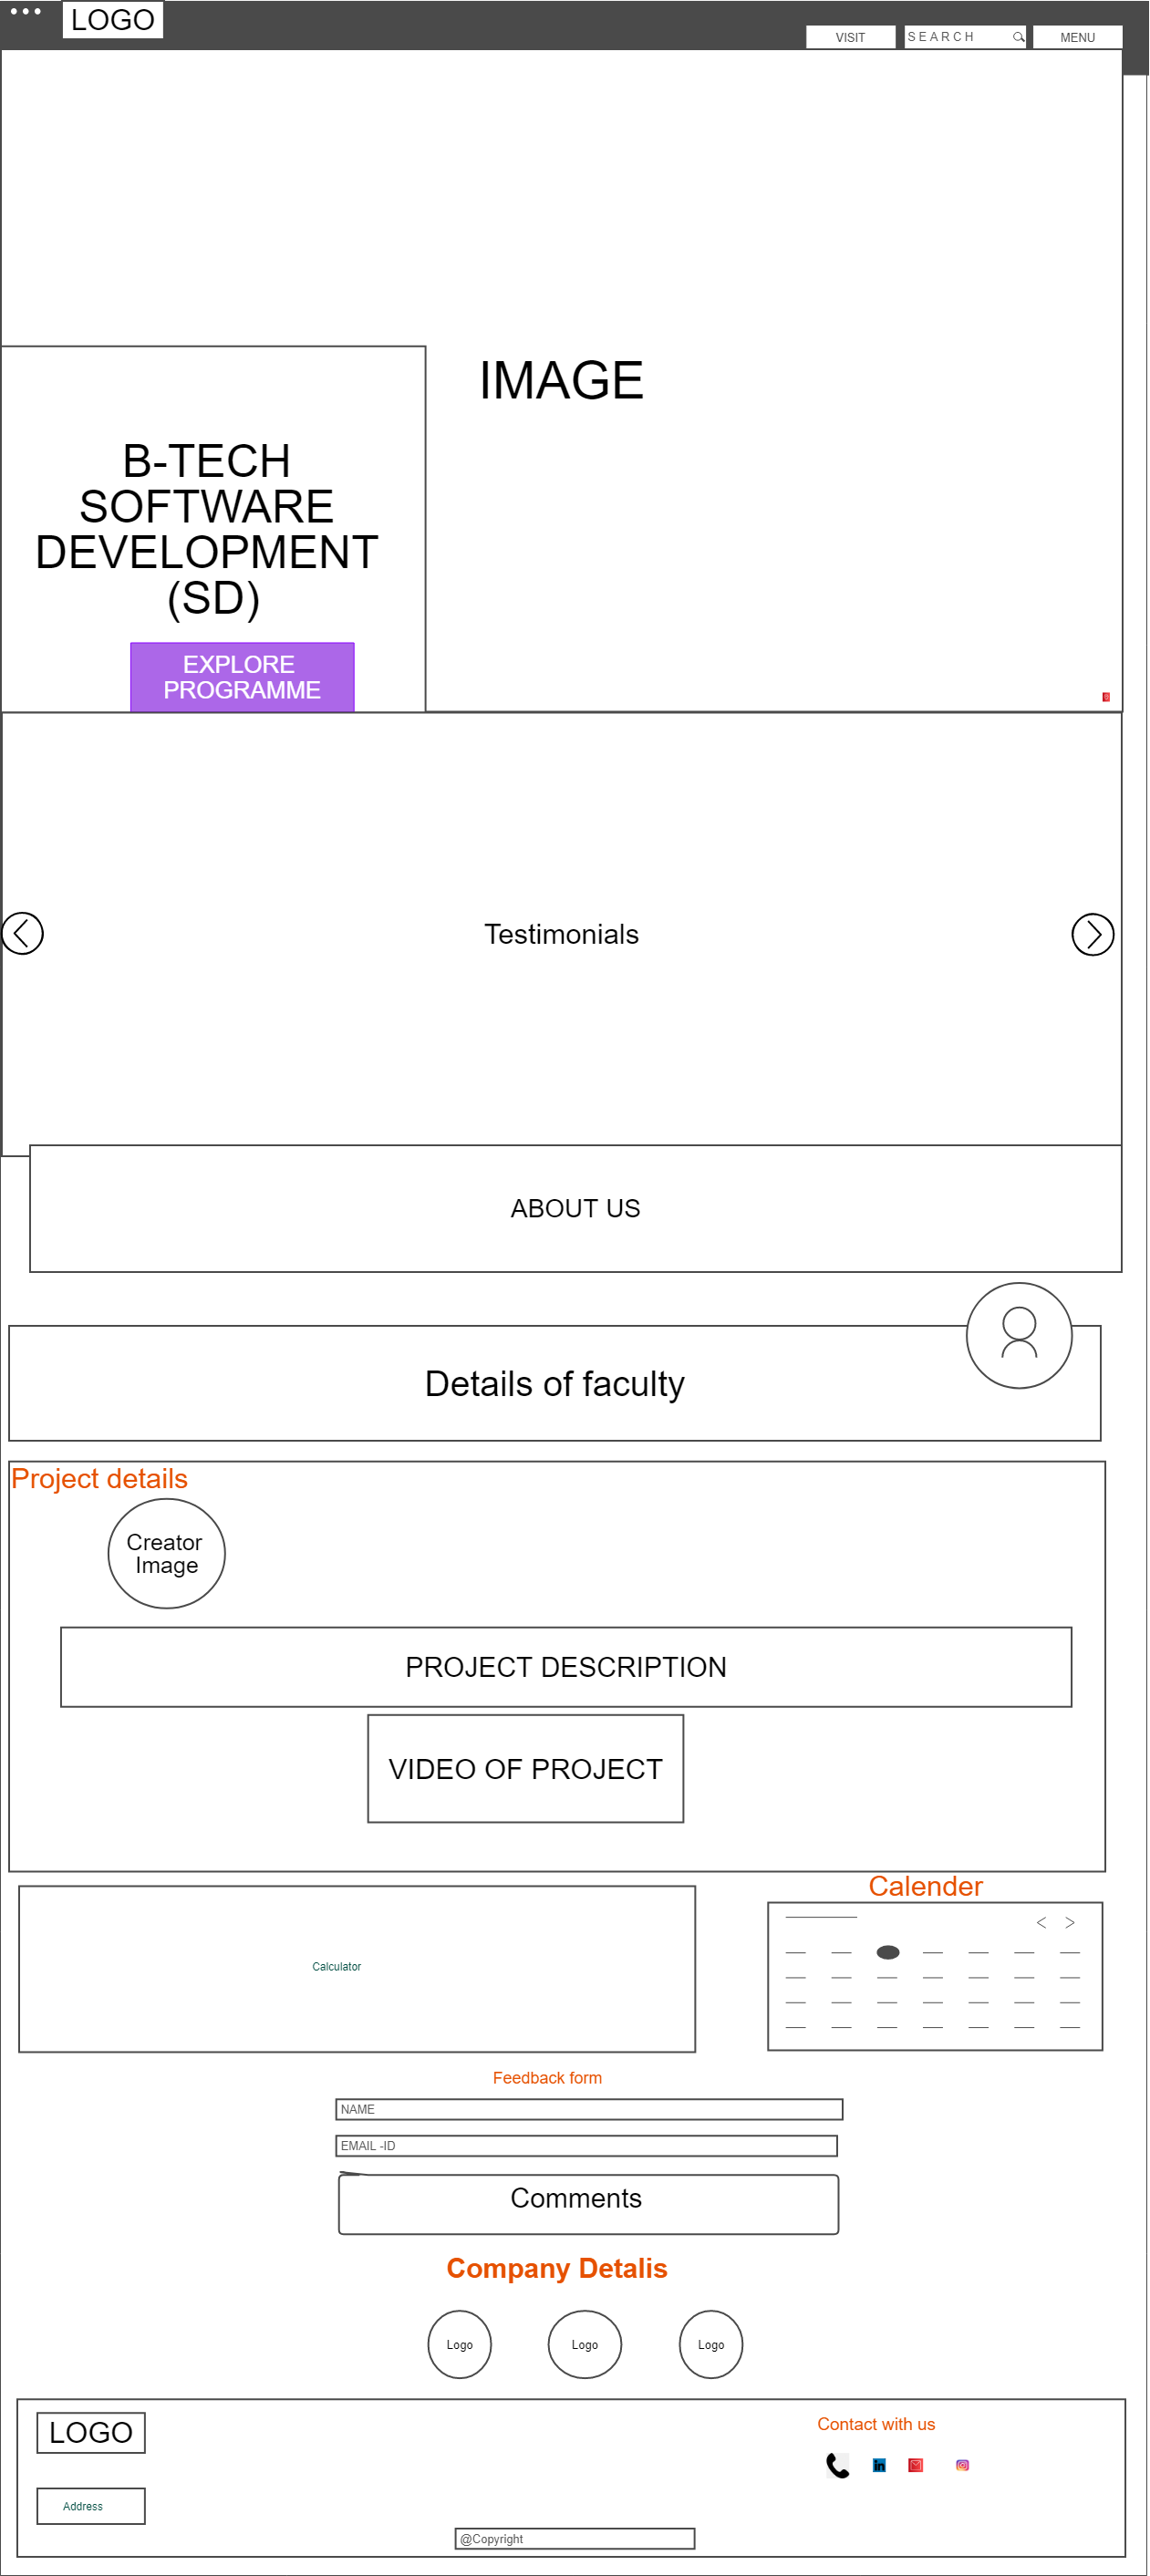 LOGO
VISIT
SEARCH
MENU
IMAGE
B-TECH
SOFTWARE
DEVELOPMENT
(SD)
EXPLORE
PROGRAMME
Testimonials
ABOUT US
Details of faculty
Project details
Creator
Image
PROJECT DESCRIPTION
VIDEO OF PROJECT
Calender
Calculator
Feedback form
NAME
EMAIL -ID
Comments
Company Detalis
Logo
Logo
Logo
LOGO
Contact with us
in
Address
@Copyright